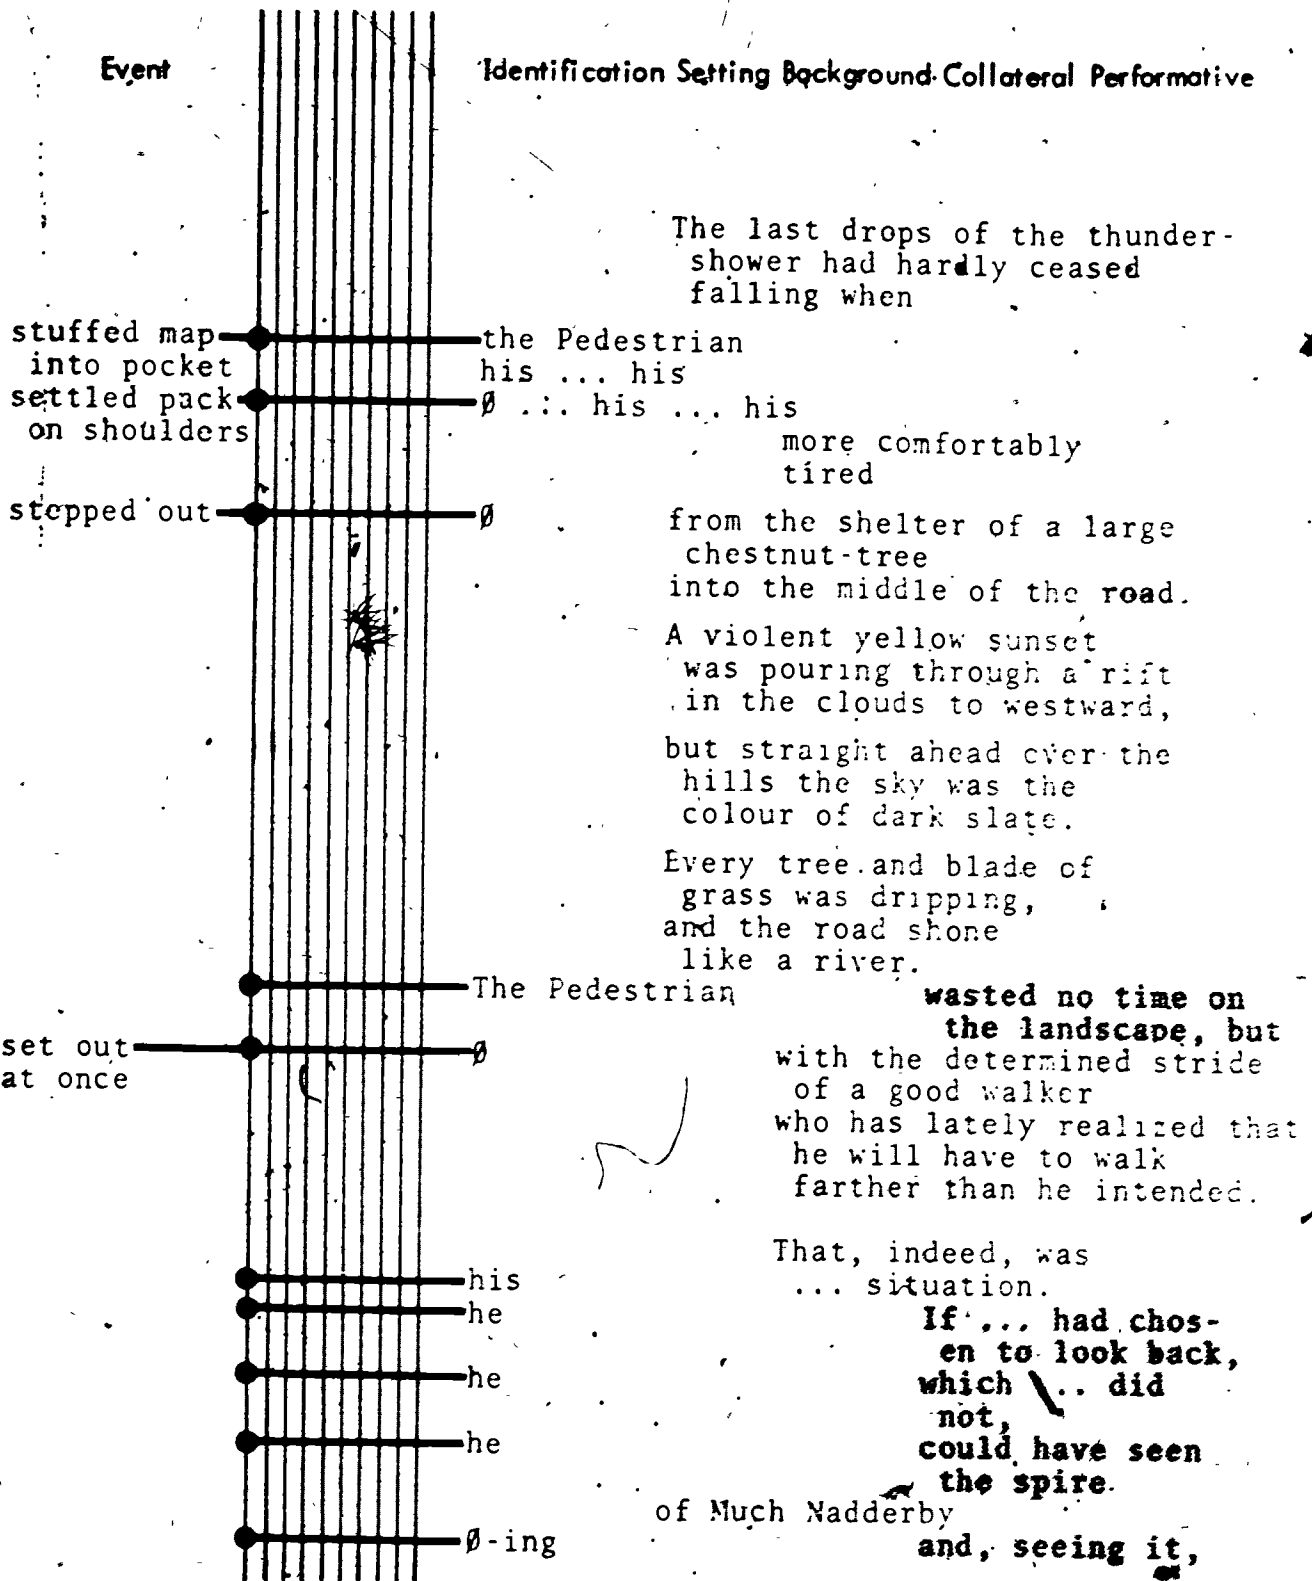 Event Identification Setting Background Collateral Performative
The last drops of the thunder-
shower had hardly ceased
falling when
stuffed map the Pedestrian
into pocket his ... his
settled pack Ø ... his ... his
on shoulders more comfortably
tired
stepped out Ø from the shelter of a large
chestnut-tree
into the middle of the road.
A violent yellow sunset
was pouring through a rift
in the clouds to westward,
but straight ahead over the
hills the sky was the
colour of dark slate.
Every tree and blade of
grass was dripping,
and the road shone
like a river.
The Pedestrian wasted no time on
the landscape, but
set out Ø with the determined stride
at once of a good walker
who has lately realized that
he will have to walk
farther than he intended.
That, indeed, was
his ... situation.
he If ... had chos-
en to look back,
he which ... did
not,
he could have seen
the spire
of Much Nadderby
Ø-ing and, seeing it,